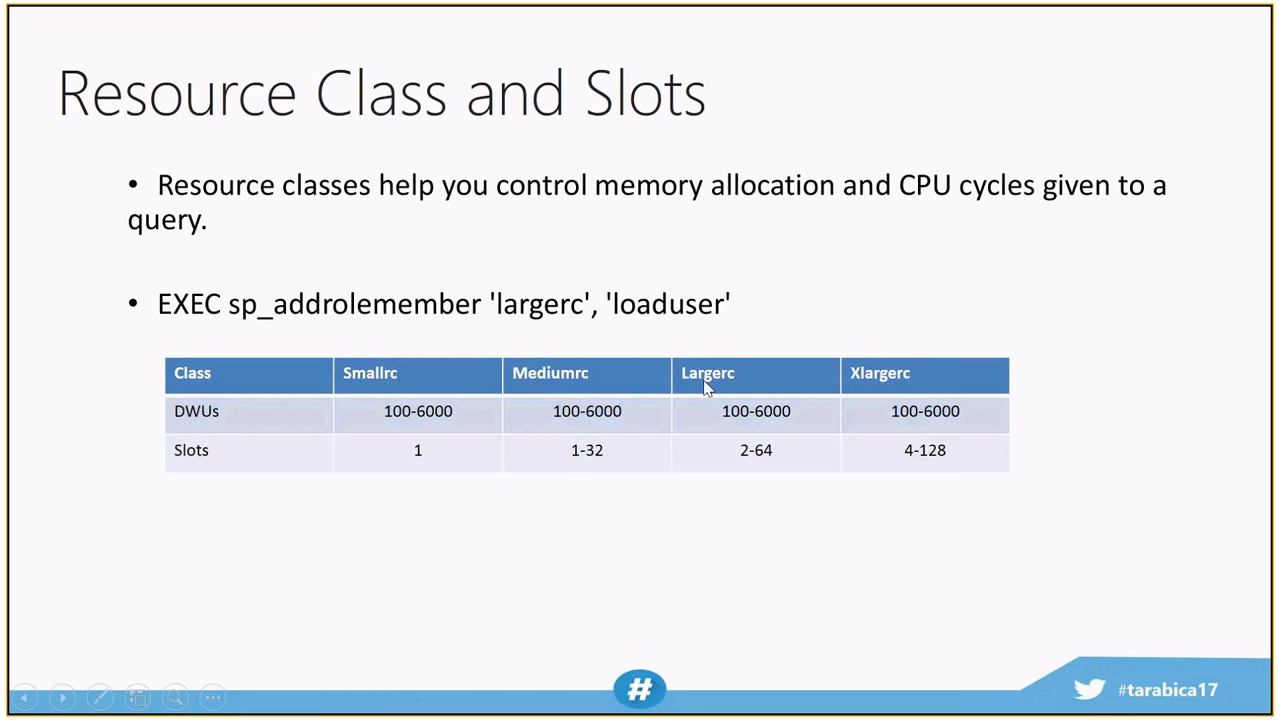 Resource Class and Slots
• Resource classes help you control memory allocation and CPU cycles given to a
query.
• EXEC sp_addrolemember 'largerc', 'loaduser'
Class Smallrc Mediumrc Largerc Xlargerc
DWUs 100-6000 100-6000 100-6000 100-6000
Slots 1 1-32 2-64 4-128
#
#tarabica17